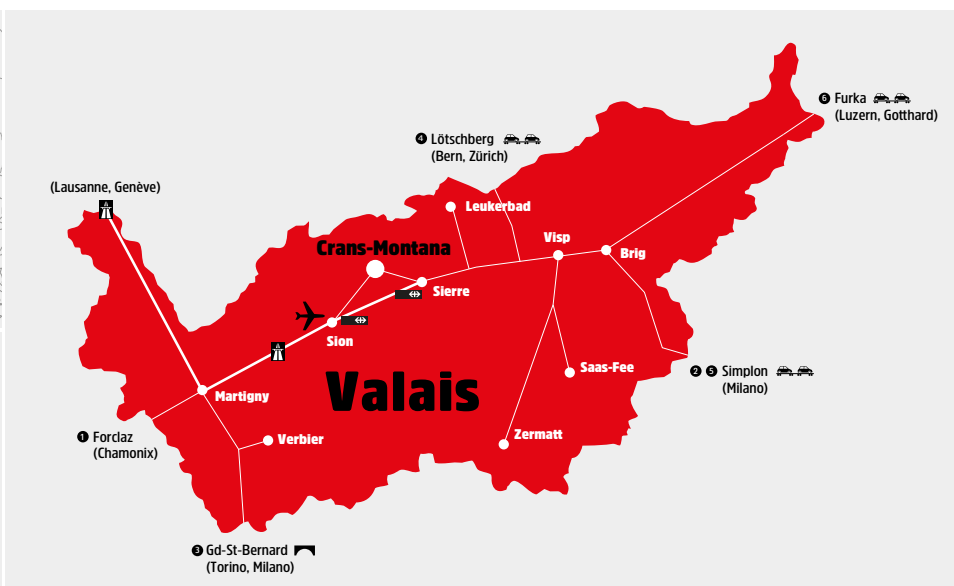 ❻ Furka
(Luzern, Gotthard)
❹ Lötschberg
(Bern, Zürich)
(Lausanne, Genève)
Leukerbad
Visp
Crans-Montana
Brig
Sierre
Sion
Saas-Fee
❷ ❺ Simplon
(Milano)
Valais
Martigny
Zermatt
❶ Forclaz
(Chamonix)
Verbier
❸ Gd-St-Bernard
(Torino, Milano)